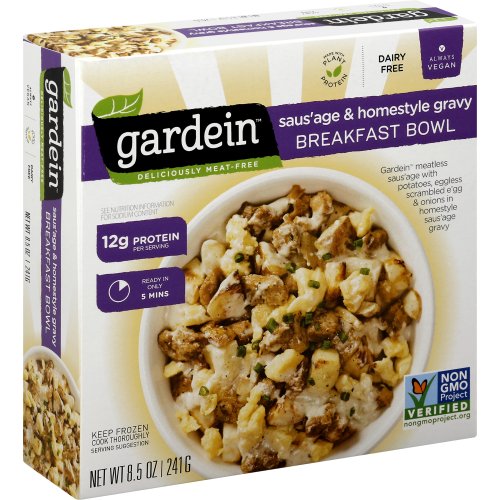 MADE WITH
PLANT
PROTEIN
DAIRY
FREE
ALWAYS
VEGAN
gardein™
DELICIOUSLY MEAT-FREE
saus'age & homestyle gravy
BREAKFAST BOWL
Gardein™ meatless
saus'age with
potatoes, eggless
scrambled e'gg
& onions in
homestyle
saus'age
gravy
SEE NUTRITION INFORMATION
FOR SODIUM CONTENT
12g PROTEIN
PER SERVING
READY IN
ONLY
5 MINS
KEEP FROZEN
COOK THOROUGHLY
SERVING SUGGESTION
NET WT 8.5 OZ | 241G
NON
GMO
Project
VERIFIED
nongmoproject.org
gardein
saus'age & homestyle gravy
BREAKFAST BOWL
NET WT 8.5 OZ | 241G